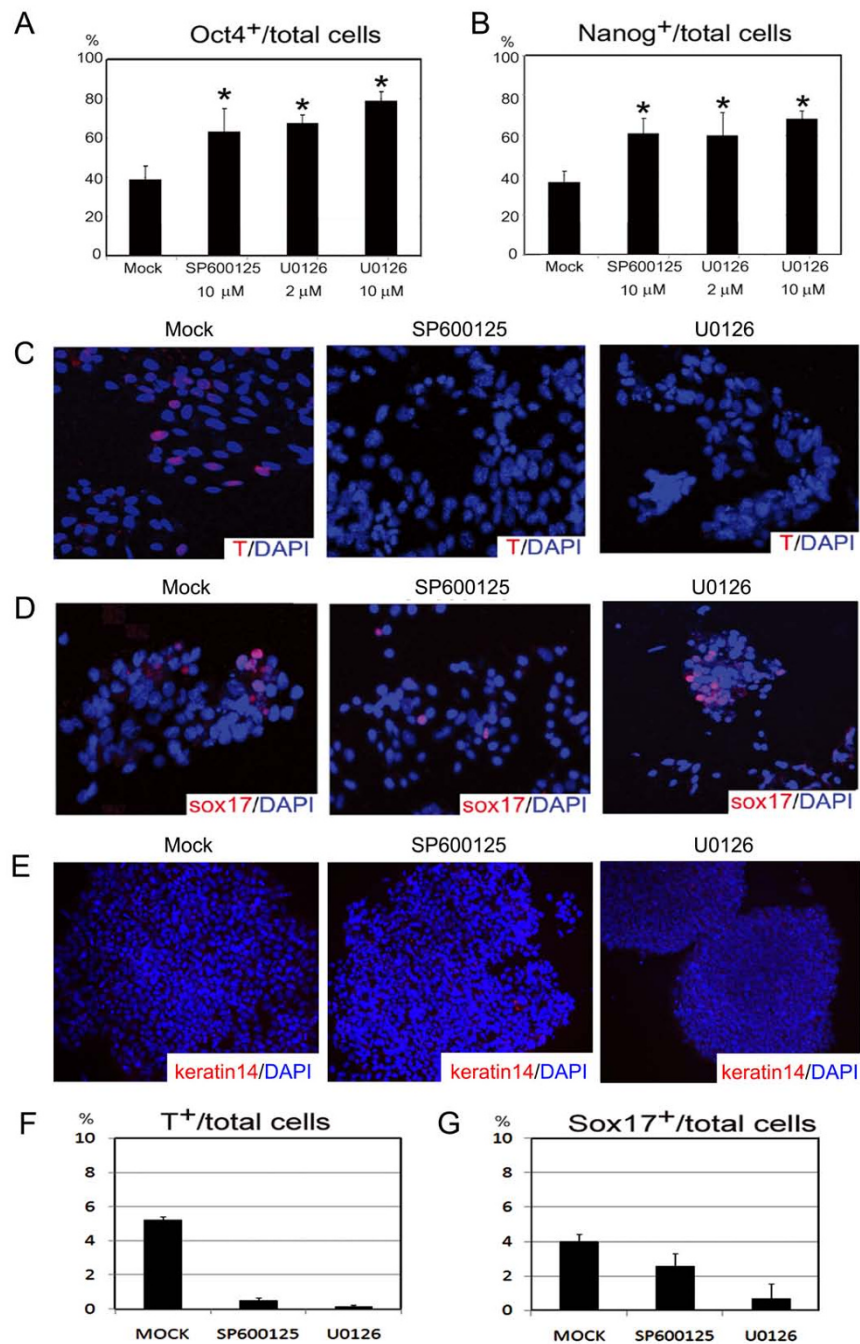 A
B
% Oct4+/total cells
% Nanog+/total cells
100
80
60
40
20
0
* * *
Mock SP600125 U0126 U0126
10 μM 2 μM 10 μM
100
80
60
40
20
0
* * *
Mock SP600125 U0126 U0126
10 μM 2 μM 10 μM
C
Mock SP600125 U0126
T/DAPI T/DAPI T/DAPI
D
Mock SP600125 U0126
sox17/DAPI sox17/DAPI sox17/DAPI
E
Mock SP600125 U0126
keratin14/DAPI keratin14/DAPI keratin14/DAPI
F
G
% T+/total cells
% Sox17+/total cells
10
8
6
4
2
0
MOCK SP600125 U0126
10
8
6
4
2
0
MOCK SP600125 U0126